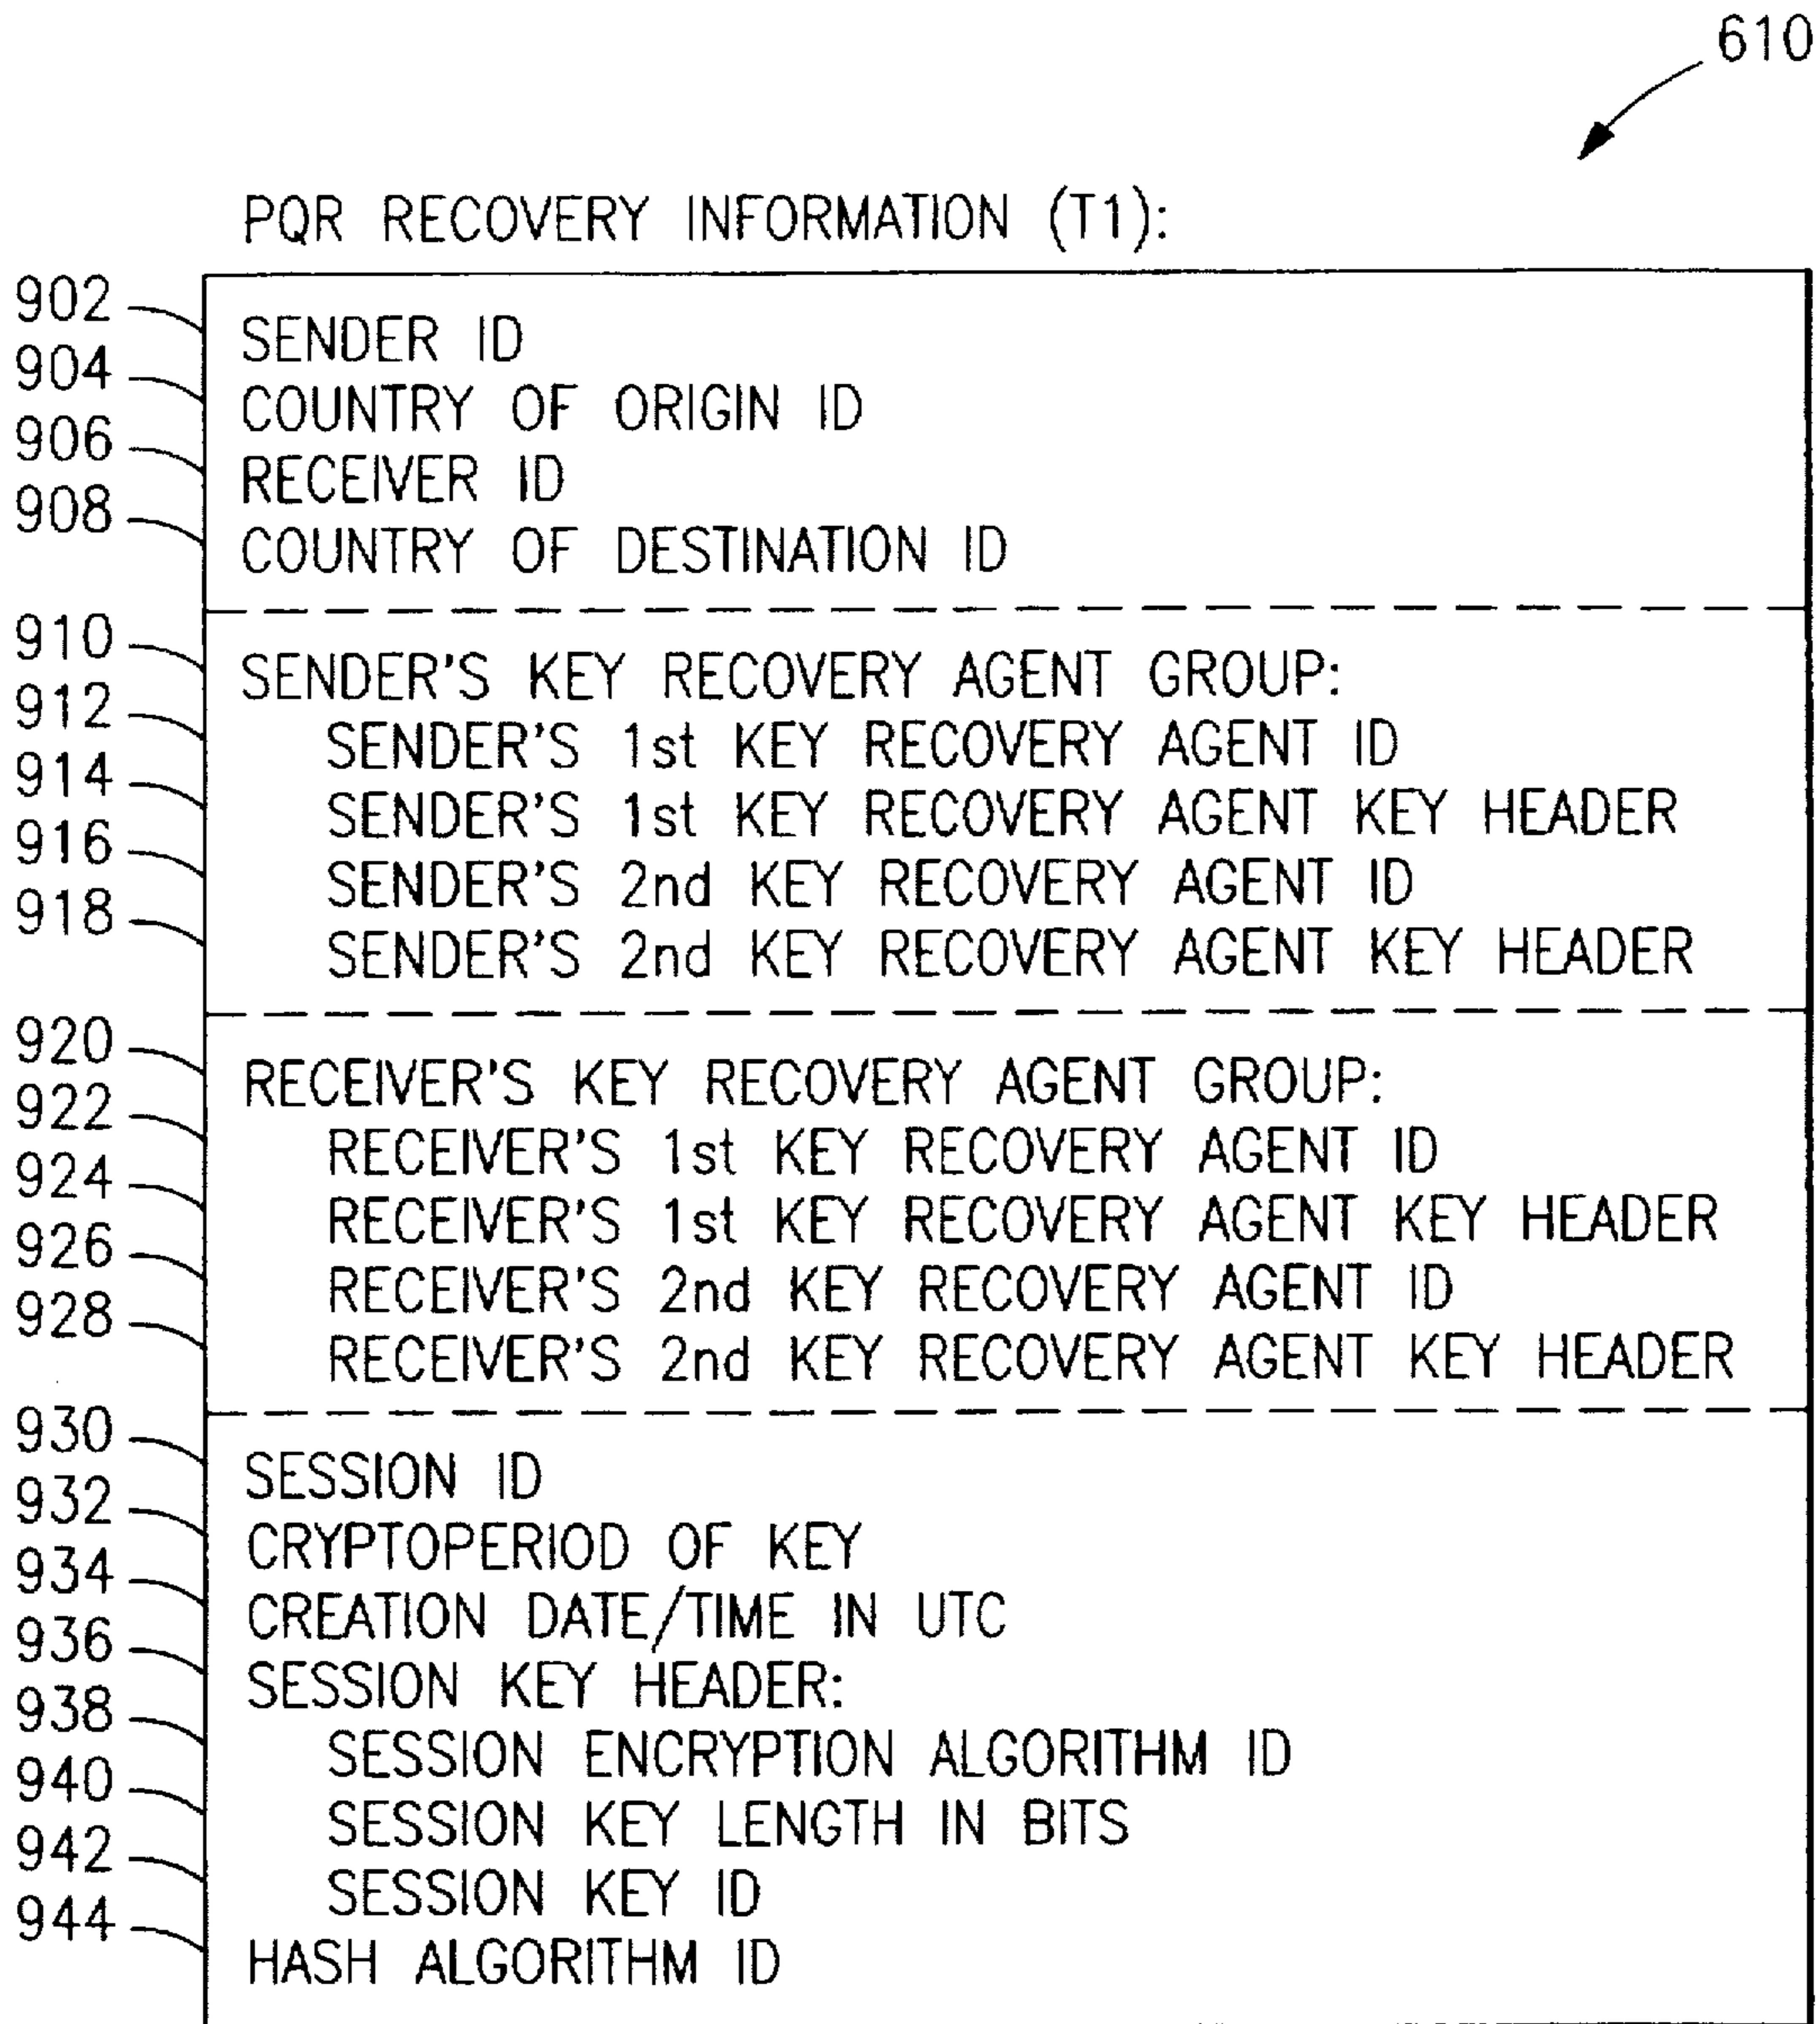 610
PQR RECOVERY INFORMATION (T1):
902 SENDER ID
904 COUNTRY OF ORIGIN ID
906 RECEIVER ID
908 COUNTRY OF DESTINATION ID
910 SENDER'S KEY RECOVERY AGENT GROUP:
912 SENDER'S 1st KEY RECOVERY AGENT ID
914 SENDER'S 1st KEY RECOVERY AGENT KEY HEADER
916 SENDER'S 2nd KEY RECOVERY AGENT ID
918 SENDER'S 2nd KEY RECOVERY AGENT KEY HEADER
920 RECEIVER'S KEY RECOVERY AGENT GROUP:
922 RECEIVER'S 1st KEY RECOVERY AGENT ID
924 RECEIVER'S 1st KEY RECOVERY AGENT KEY HEADER
926 RECEIVER'S 2nd KEY RECOVERY AGENT ID
928 RECEIVER'S 2nd KEY RECOVERY AGENT KEY HEADER
930 SESSION ID
932 CRYPTOPERIOD OF KEY
934 CREATION DATE/TIME IN UTC
936 SESSION KEY HEADER:
938 SESSION ENCRYPTION ALGORITHM ID
940 SESSION KEY LENGTH IN BITS
942 SESSION KEY ID
944 HASH ALGORITHM ID